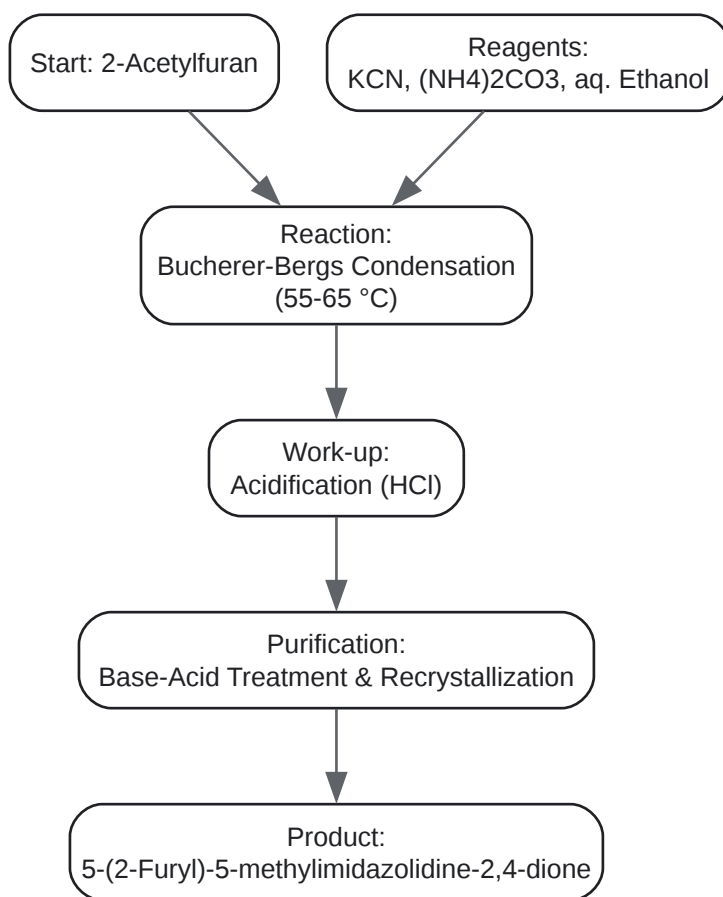 Start: 2-Acetylfuran
Reagents:
KCN, (NH4)2CO3, aq. Ethanol
Reaction:
Bucherer-Bergs Condensation
(55-65 °C)
Work-up:
Acidification (HCl)
Purification:
Base-Acid Treatment & Recrystallization
Product:
5-(2-Furyl)-5-methylimidazolidine-2,4-dione